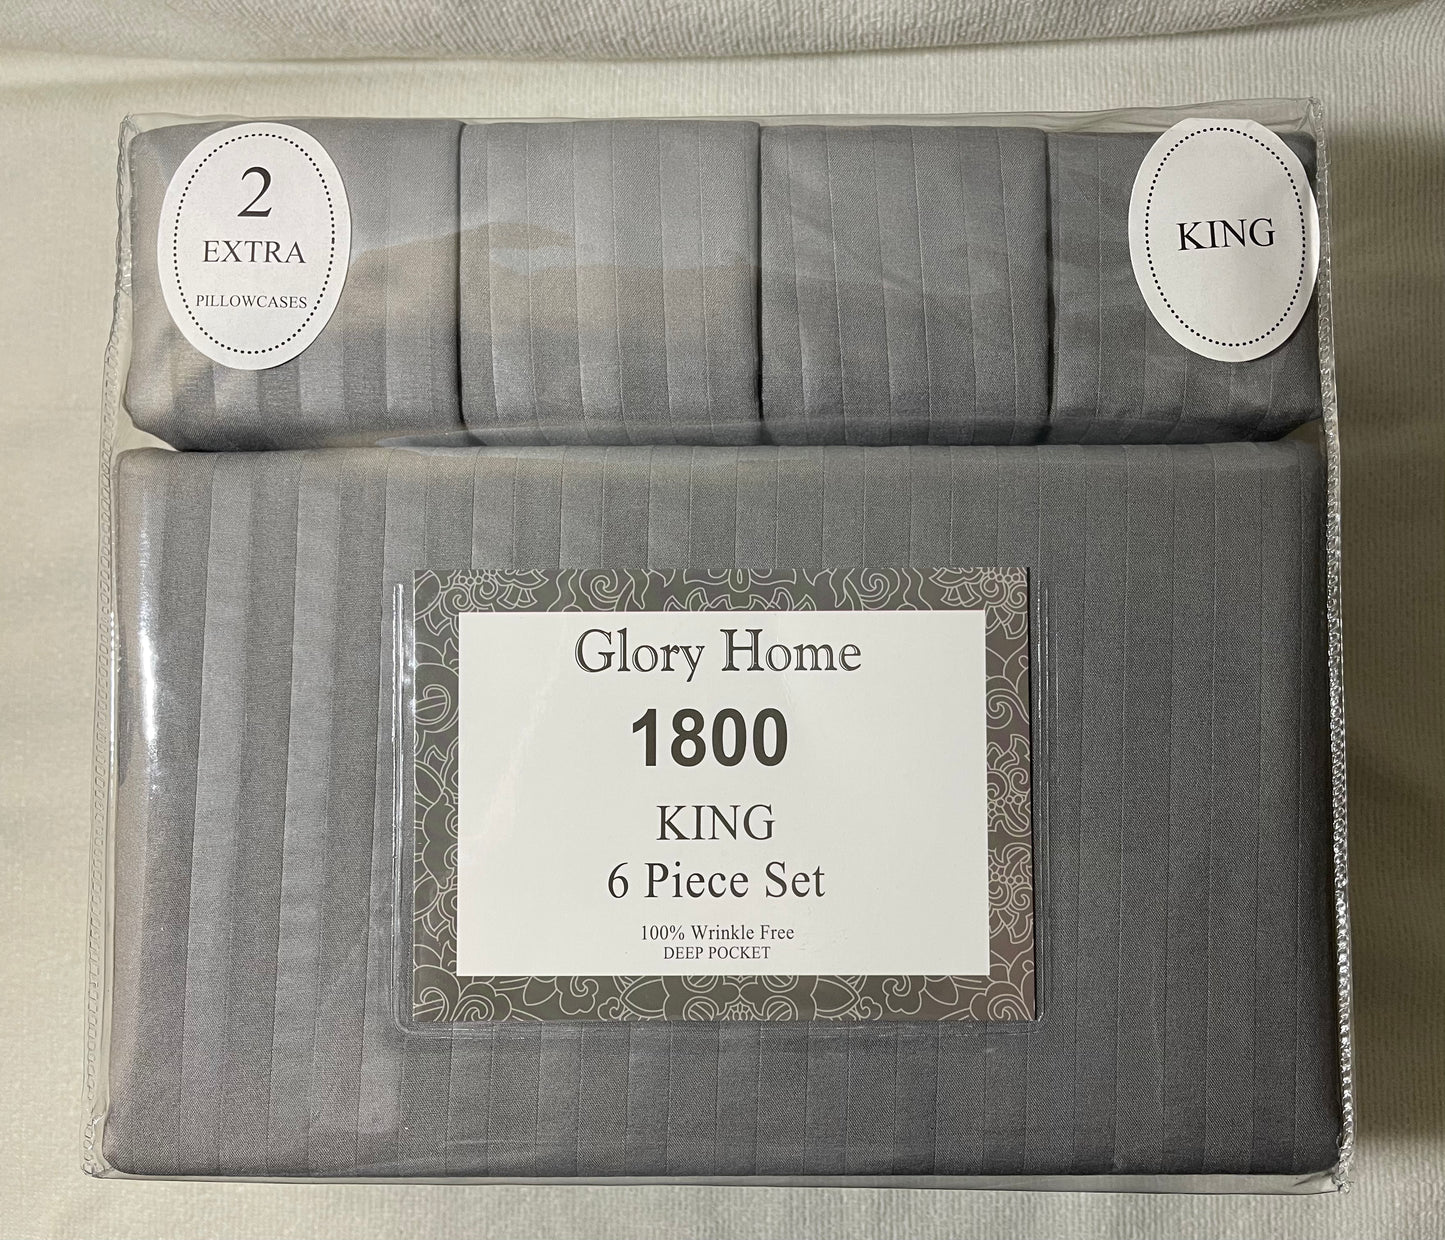 2
EXTRA
PILLOWCASES
KING
Glory Home
1800
KING
6 Piece Set
100% Wrinkle Free
DEEP POCKET